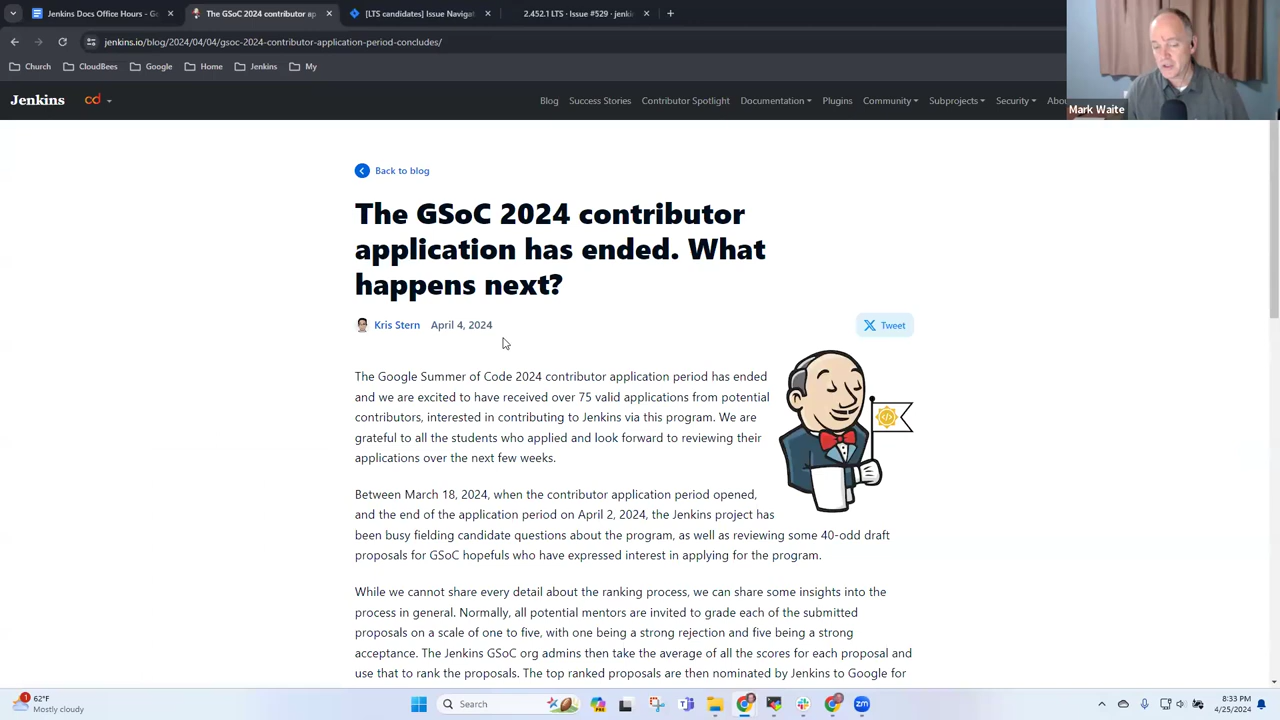 Jenkins Docs Office Hours - Go
The GSoC 2024 contributor ap
[LTS candidates] Issue Navigat
2.452.1 LTS · Issue #529 · jenki
jenkins.io/blog/2024/04/04/gsoc-2024-contributor-application-period-concludes/
Church CloudBees Google Home Jenkins My
Jenkins cd Blog Success Stories Contributor Spotlight Documentation Plugins Community Subprojects Security Abou
Mark Waite
Back to blog
The GSoC 2024 contributor
application has ended. What
happens next?
Kris Stern April 4, 2024
Tweet
The Google Summer of Code 2024 contributor application period has ended
and we are excited to have received over 75 valid applications from potential
contributors, interested in contributing to Jenkins via this program. We are
grateful to all the students who applied and look forward to reviewing their
applications over the next few weeks.
Between March 18, 2024, when the contributor application period opened,
and the end of the application period on April 2, 2024, the Jenkins project has
been busy fielding candidate questions about the program, as well as reviewing some 40-odd draft
proposals for GSoC hopefuls who have expressed interest in applying for the program.
While we cannot share every detail about the ranking process, we can share some insights into the
process in general. Normally, all potential mentors are invited to grade each of the submitted
proposals on a scale of one to five, with one being a strong rejection and five being a strong
acceptance. The Jenkins GSoC org admins then take the average of all the scores for each proposal and
use that to rank the proposals. The top ranked proposals are then nominated by Jenkins to Google for
1
62°F
Mostly cloudy
Search
zm
8:33 PM
4/25/2024